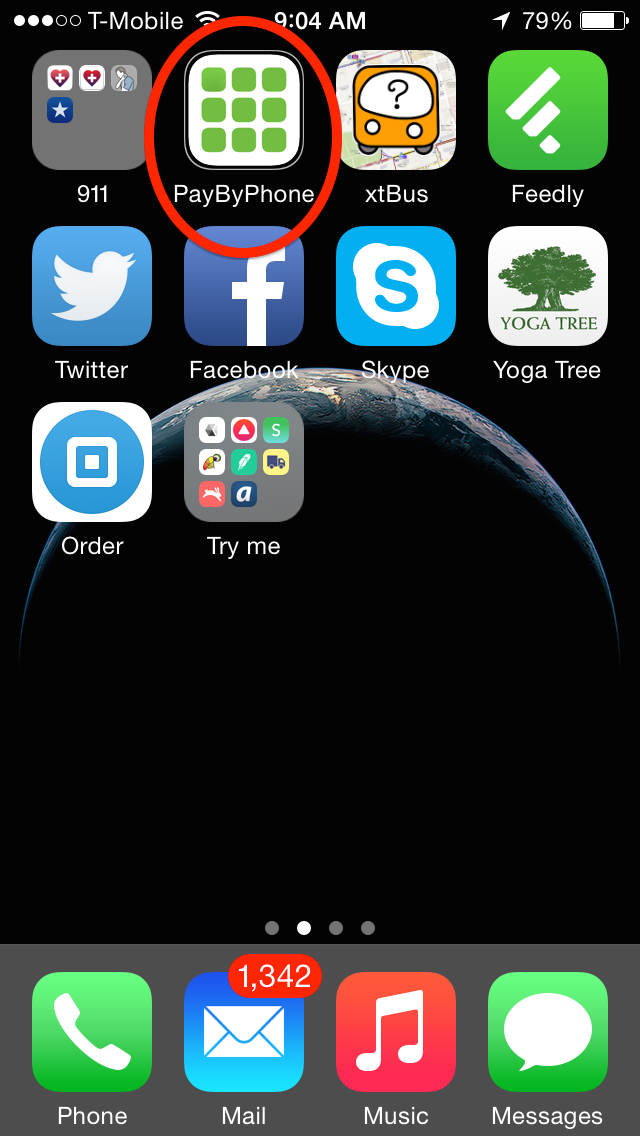 T-Mobile 9:04 AM 79%
911 PayByPhone xtBus Feedly
Twitter Facebook Skype Yoga Tree
YOGA TREE
S
a
Order Try me
1,342
Phone Mail Music Messages